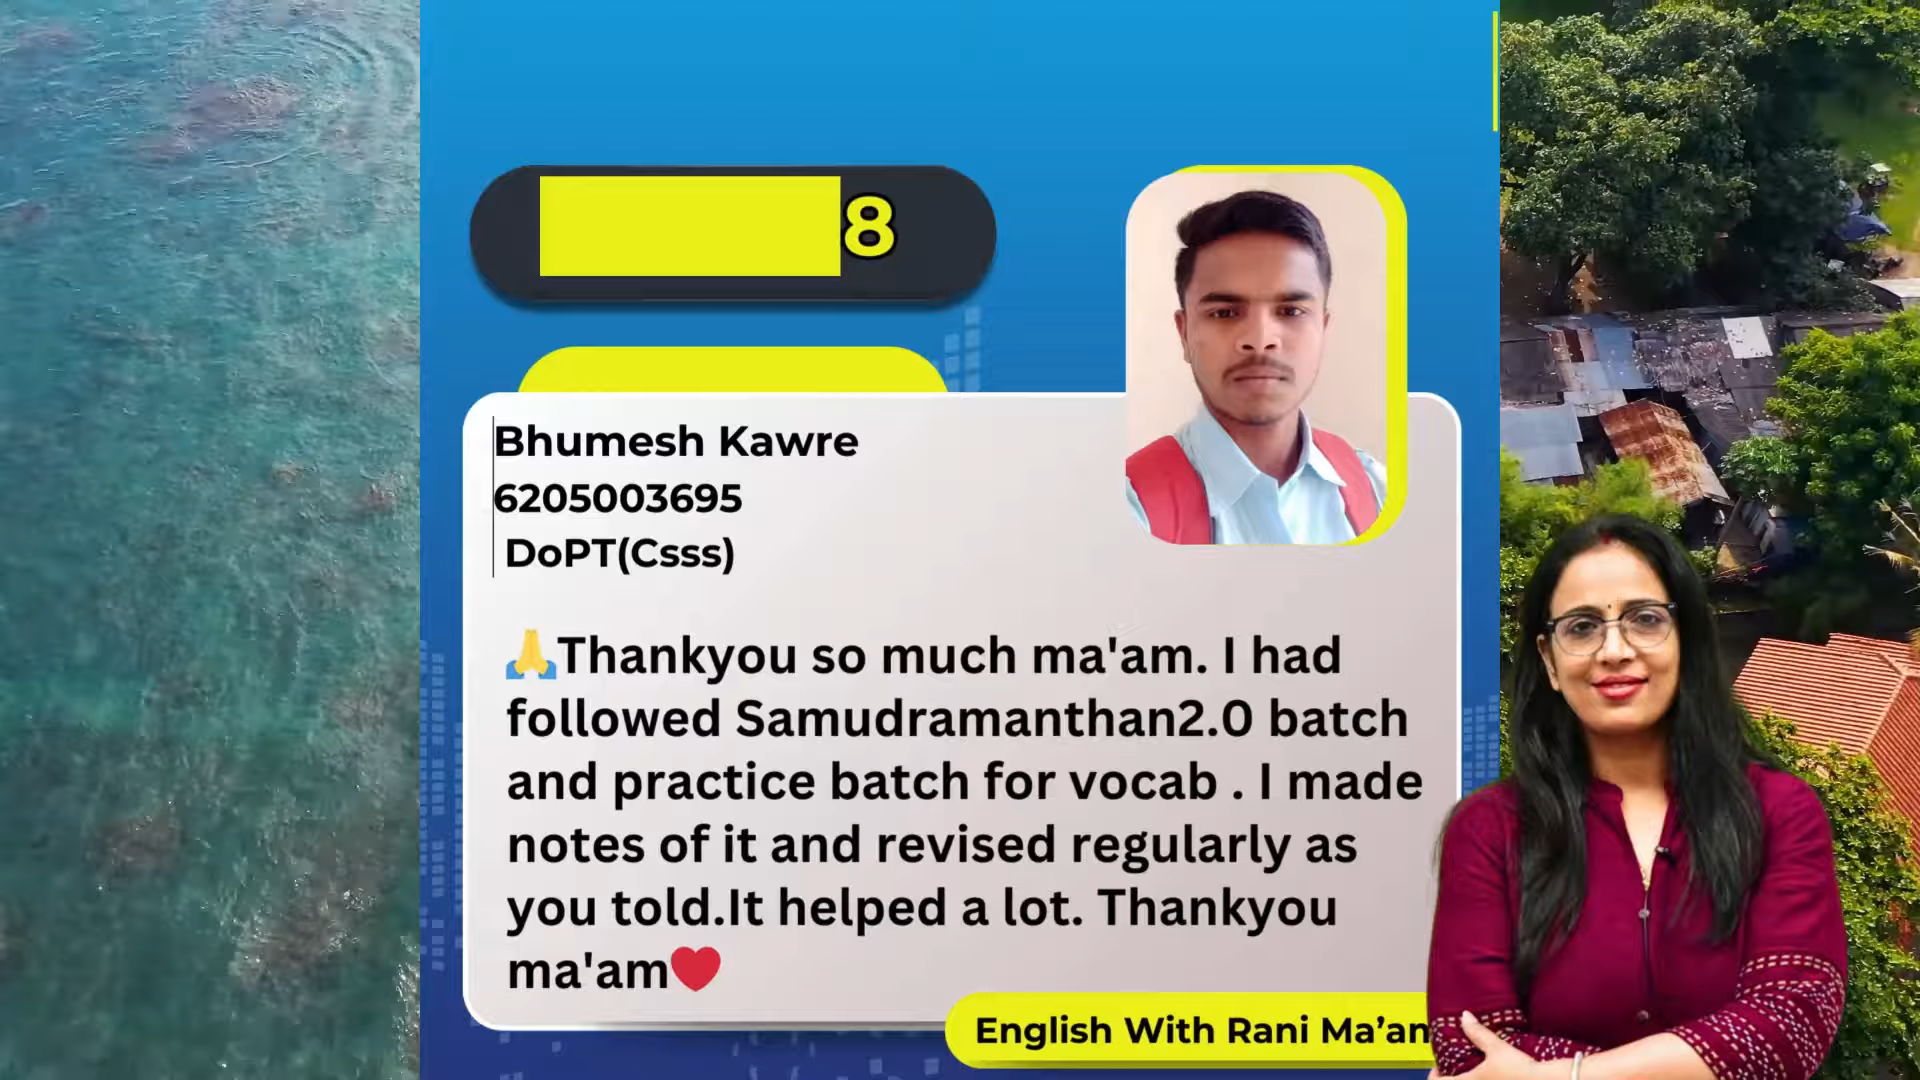 8
Bhumesh Kawre
6205003695
DoPT(Csss)
🙏Thankyou so much ma'am. I had
followed Samudramanthan2.0 batch
and practice batch for vocab . I made
notes of it and revised regularly as
you told.It helped a lot. Thankyou
ma'am❤️
English With Rani Ma’am